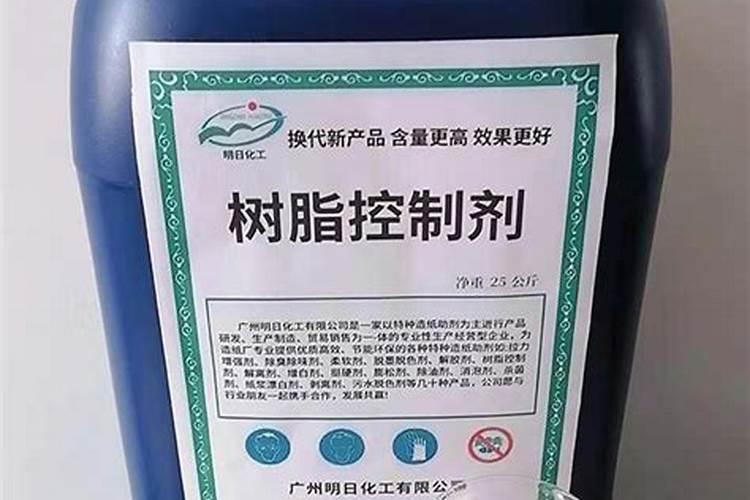 换代新产品 含量更高 效果更好
明日化工
树脂控制剂
净重 25 公斤
广州明日化工有限公司是一家以特种造纸助剂为主进行产品
研发、生产制造、贸易销售为一体的专业性生产经营型企业，为
造纸厂专业提供优质高效、节能环保的各种特种造纸助剂如:拉力
增强剂、除臭除味剂、柔软剂、脱墨脱色剂、解胶剂、树脂控制
剂、解离剂、增白剂、挺硬剂、膨松剂、除油剂、消泡剂、杀菌
剂、纸浆漂白剂、剥离剂、污水脱色剂等几十种产品，公司愿与
行业朋友一起携手合作，发展共赢!
广州明日化工有限公